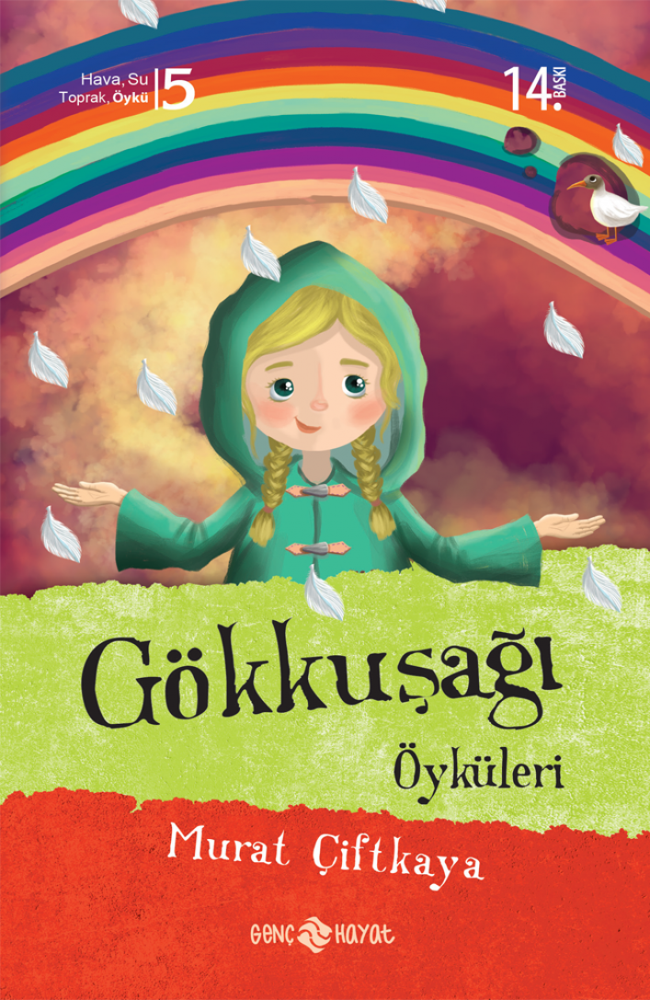 Hava, Su
Toprak, Öykü
5
14.
BASKI
Gökkuşağı
Öyküleri
Murat Çiftkaya
GENÇ HAYAT